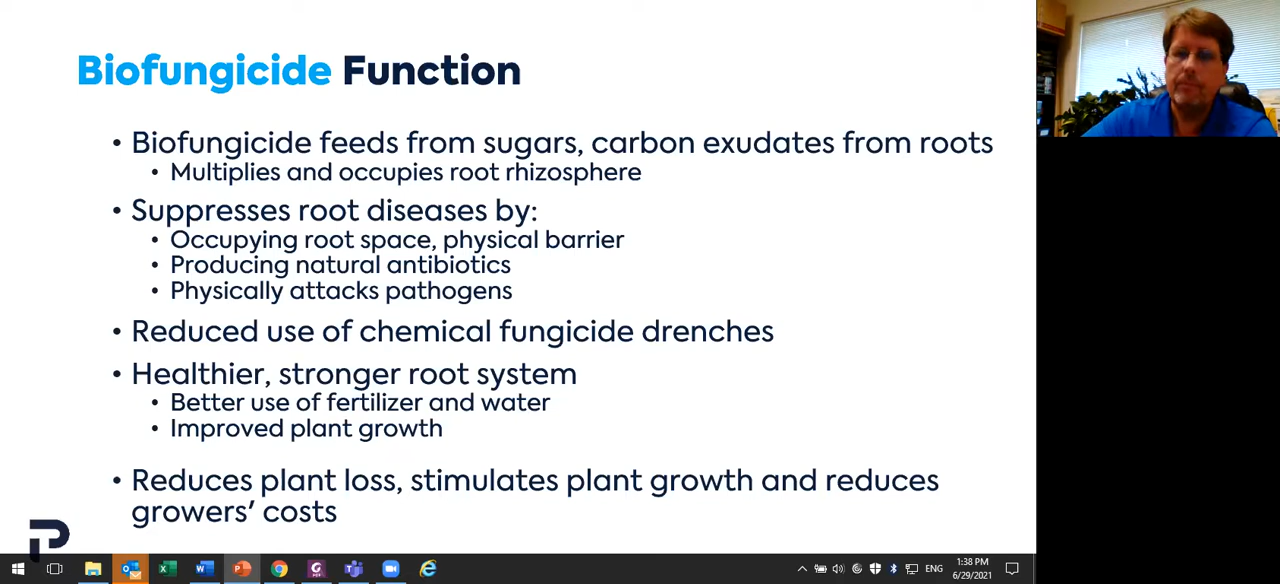 Biofungicide Function
• Biofungicide feeds from sugars, carbon exudates from roots
• Multiplies and occupies root rhizosphere
• Suppresses root diseases by:
• Occupying root space, physical barrier
• Producing natural antibiotics
• Physically attacks pathogens
• Reduced use of chemical fungicide drenches
• Healthier, stronger root system
• Better use of fertilizer and water
• Improved plant growth
• Reduces plant loss, stimulates plant growth and reduces
growers' costs
ENG
1:38 PM
6/29/2021